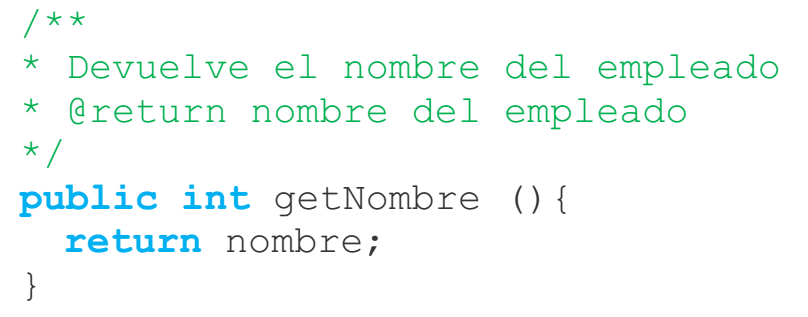 /**
* Devuelve el nombre del empleado
* @return nombre del empleado
*/
public int getNombre (){
  return nombre;
}